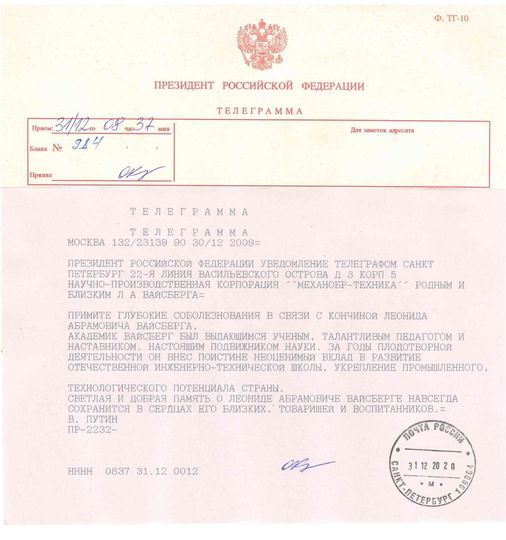 Ф. ТГ-10
ПРЕЗИДЕНТ РОССИЙСКОЙ ФЕДЕРАЦИИ
ТЕЛЕГРАММА
Прием: 31/12 го 08 час 37 мин
Для заметок адресата
Бланк № 984
Принял
ТЕЛЕГРАММА
ТЕЛЕГРАММА
МОСКВА 132/23139 90 30/12 2009=
ПРЕЗИДЕНТ РОССИЙСКОЙ ФЕДЕРАЦИИ УВЕДОМЛЕНИЕ ТЕЛЕГРАФОМ САНКТ
ПЕТЕРБУРГ 22-Я ЛИНИЯ ВАСИЛЬЕВСКОГО ОСТРОВА Д 3 КОРП 5
НАУЧНО-ПРОИЗВОДСТВЕННАЯ КОРПОРАЦИЯ ´´МЕХАНОБР-ТЕХНИКА´´ РОДНЫМ И
БЛИЗКИМ Л А ВАЙСБЕРГА=
ПРИМИТЕ ГЛУБОКИЕ СОБОЛЕЗНОВАНИЯ В СВЯЗИ С КОНЧИНОЙ ЛЕОНИДА
АБРАМОВИЧА ВАЙСБЕРГА.
АКАДЕМИК ВАЙСБЕРГ БЫЛ ВЫДАЮЩИМСЯ УЧЕНЫМ, ТАЛАНТЛИВЫМ ПЕДАГОГОМ И
НАСТАВНИКОМ, НАСТОЯЩИМ ПОДВИЖНИКОМ НАУКИ. ЗА ГОДЫ ПЛОДОТВОРНОЙ
ДЕЯТЕЛЬНОСТИ ОН ВНЕС ПОИСТИНЕ НЕОЦЕНИМЫЙ ВКЛАД В РАЗВИТИЕ
ОТЕЧЕСТВЕННОЙ ИНЖЕНЕРНО-ТЕХНИЧЕСКОЙ ШКОЛЫ, УКРЕПЛЕНИЕ ПРОМЫШЛЕННОГО,
ТЕХНОЛОГИЧЕСКОГО ПОТЕНЦИАЛА СТРАНЫ.
СВЕТЛАЯ И ДОБРАЯ ПАМЯТЬ О ЛЕОНИДЕ АБРАМОВИЧЕ ВАЙСБЕРГЕ НАВСЕГДА
СОХРАНИТСЯ В СЕРДЦАХ ЕГО БЛИЗКИХ, ТОВАРИЩЕЙ И ВОСПИТАННИКОВ.=
В. ПУТИН
ПР-2232-
НННН 0837 31.12 0012
ПОЧТА РОССИИ
31 12 20 20
* М *
САНКТ-ПЕТЕРБУРГ